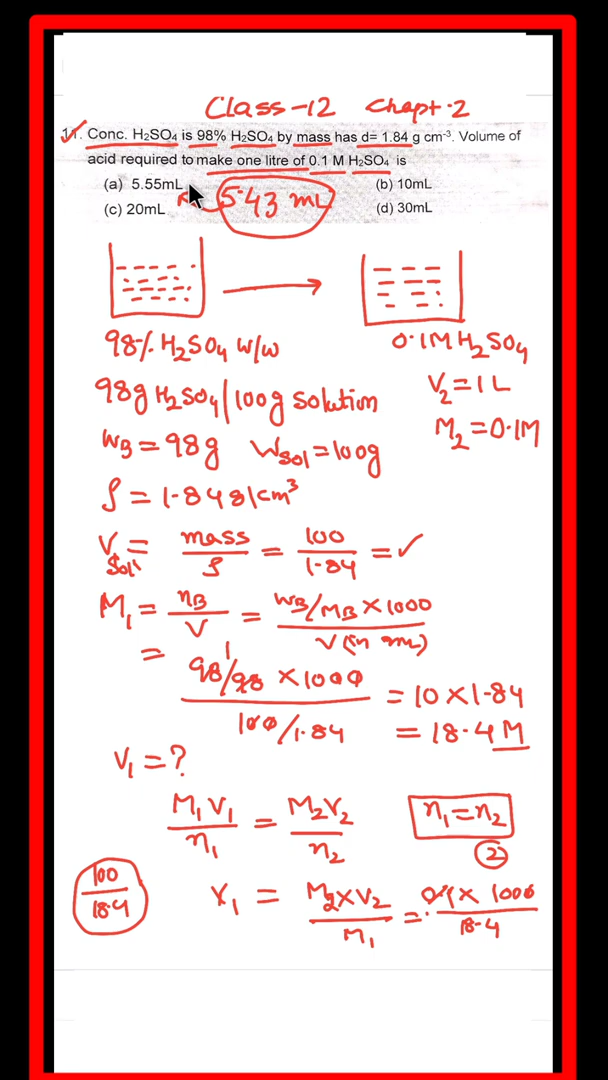 Class -12 Chapt.2
11. Conc. H2SO4 is 98% H2SO4 by mass has d= 1.84 g cm-3. Volume of
acid required to make one litre of 0.1 M H2SO4 is
(a) 5.55mL (b) 10mL
5.43 mL
(c) 20mL (d) 30mL
98% H2SO4 W/W 0.1M H2SO4
98g H2SO4/100g solution V2 = 1L
WB = 98g Wsol = 100g M2 = 0.1M
ρ = 1.84g/cm3
Vsol = mass/ρ = 100/1.84 = ✓
M1 = nB/V = WB/MB × 1000 / V (in mL)
= 98/98 × 1000 / 100/1.84 = 10 × 1.84
= 18.4 M
V1 = ?
M1V1/n1 = M2V2/n2 n1 = n2
2
100/18.4 V1 = M2×V2/M1 = 0.1 × 1000/18.4